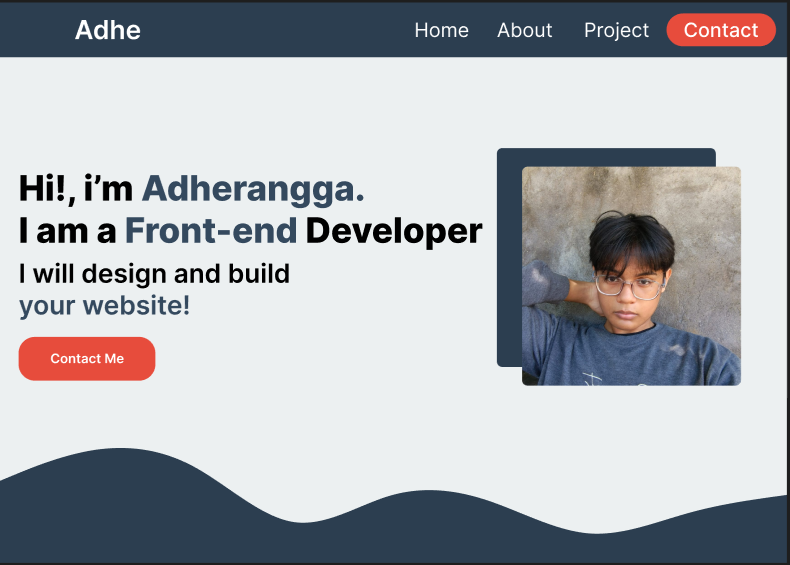 Adhe
Home About Project Contact
Hi!, i’m Adherangga.
I am a Front-end Developer
I will design and build
your website!
Contact Me